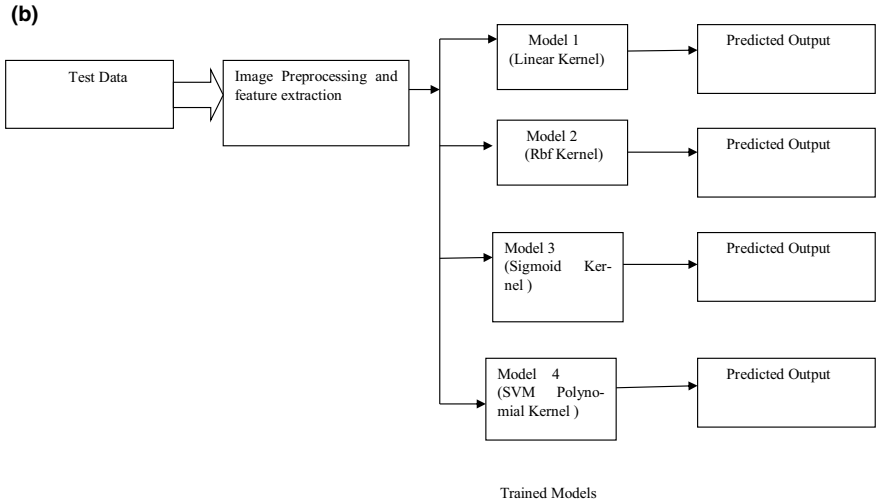 (b)
Test Data
Image Preprocessing and
feature extraction
Model 1
(Linear Kernel)
Predicted Output
Model 2
(Rbf Kernel)
Predicted Output
Model 3
(Sigmoid Ker-
nel )
Predicted Output
Model 4
(SVM Polyno-
mial Kernel )
Predicted Output
Trained Models